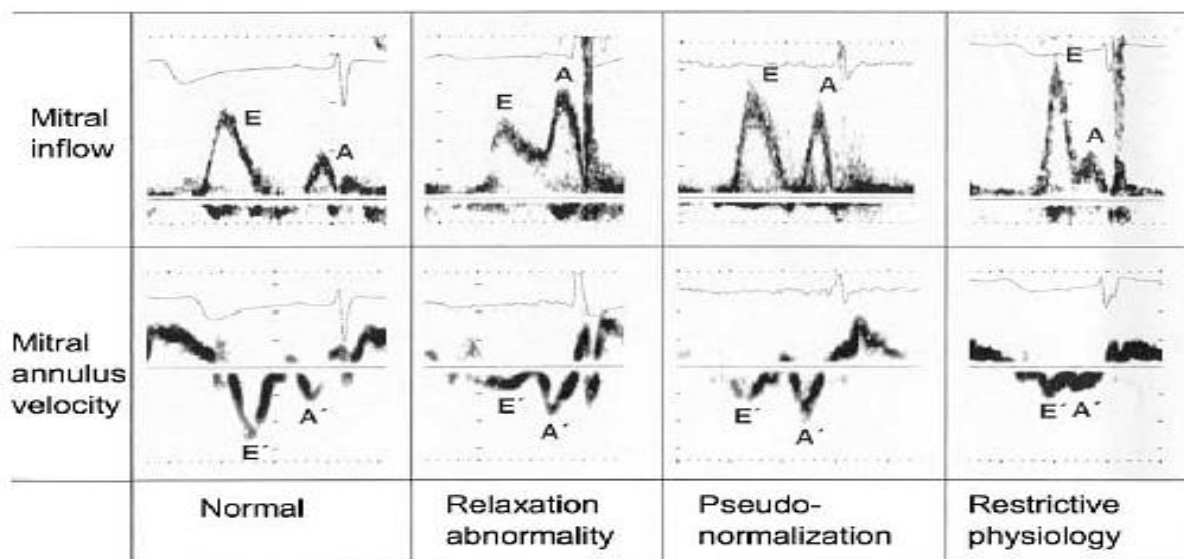 Mitral
inflow
E
A
E
A
E
A
E
A
Mitral
annulus
velocity
E´
A´
E´
A´
E´
A´
E´ A´
Normal
Relaxation
abnormality
Pseudo-
normalization
Restrictive
physiology